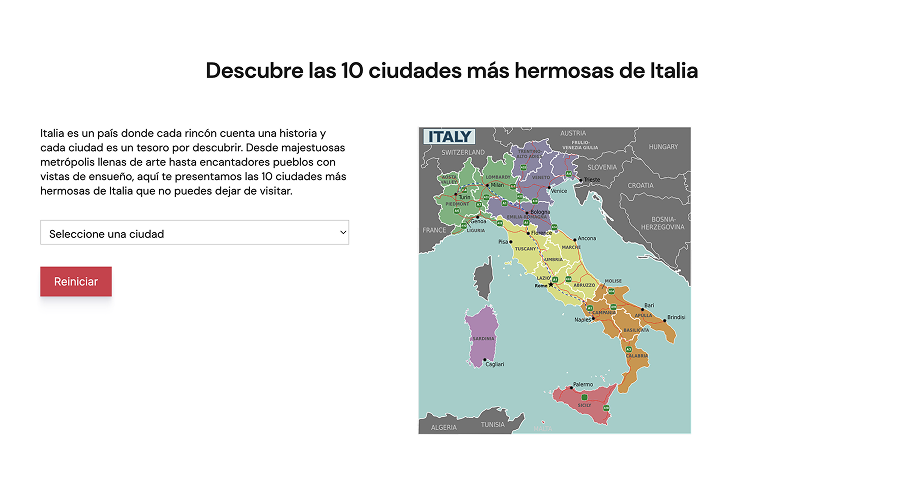 Descubre las 10 ciudades más hermosas de Italia
Italia es un país donde cada rincón cuenta una historia y
cada ciudad es un tesoro por descubrir. Desde majestuosas
metrópolis llenas de arte hasta encantadores pueblos con
vistas de ensueño, aquí te presentamos las 10 ciudades más
hermosas de Italia que no puedes dejar de visitar.
Seleccione una ciudad
Reiniciar
ITALY
AUSTRIA
SWITZERLAND
HUNGARY
SLOVENIA
CROATIA
BOSNIA-
HERZEGOVINA
FRANCE
ALGERIA
TUNISIA
TRENTINO-
ALTO ADIGE
FRIULI-
VENEZIA GIULIA
AOSTA
VALLEY
LOMBARDY
VENETO
Trieste
Milan
Venice
Turin
PIEDMONT
Bologna
EMILIA-ROMAGNA
Genoa
LIGURIA
Florence
Pisa
Ancona
TUSCANY
MARCHE
UMBRIA
LAZIO
Rome
ABRUZZO
MOLISE
Bari
Naples
CAMPANIA
APULIA
Brindisi
BASILICATA
SARDINIA
CALABRIA
Cagliari
Palermo
SICILY